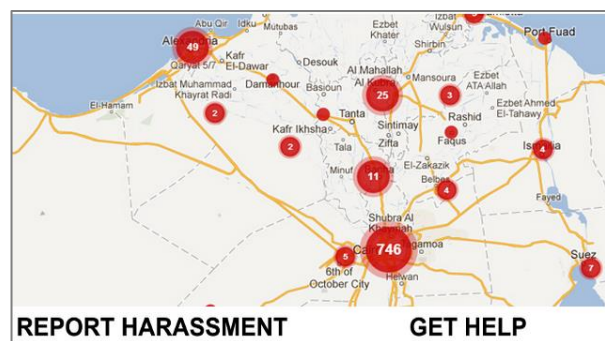 Abu Qir
Idku
Mutubas
Ezbet
Khater
Izbat
Wulsun
Port Fuad
49
Qaryat 5/7
Kafr
El-Dawar
Desouk
Shirbin
Al Mahallah
Al Kubra
Mansoura
3
Ezbet
ATA Allah
El-Hamam
Izbat Muhammad
Khayrat Radi
Damanhour
Basioun
25
2
Tanta
Rashid
Ezbet Ahmed
El-Tahawy
Kafr Ikhsha
2
Sintimay
Zifta
Faqus
4
Tala
Minuf
11
El-Zakazik
Belbes
4
Fayed
Shubra Al
Khaymah
746
5
6th of
October City
Helwan
Suez
7
REPORT HARASSMENT
GET HELP